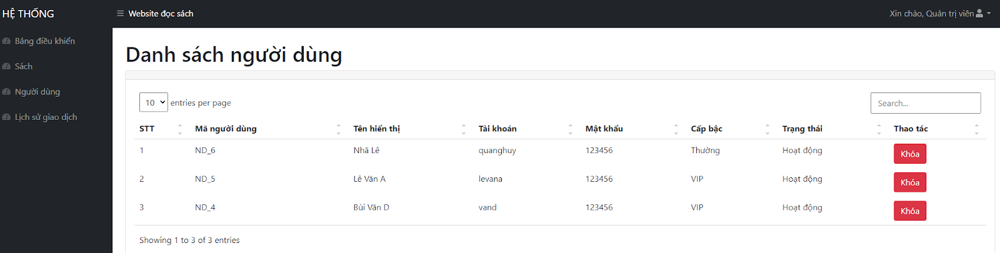 HỆ THỐNG
Website đọc sách
Xin chào, Quản trị viên
Bảng điều khiển
Sách
Người dùng
Lịch sử giao dịch
Danh sách người dùng
10 entries per page
Search...
STT Mã người dùng Tên hiển thị Tài khoản Mật khẩu Cấp bậc Trạng thái Thao tác
1 ND_6 Nhã Lê quanghuy 123456 Thường Hoạt động Khóa
2 ND_5 Lê Văn A levana 123456 VIP Hoạt động Khóa
3 ND_4 Bùi Văn D vand 123456 VIP Hoạt động Khóa
Showing 1 to 3 of 3 entries